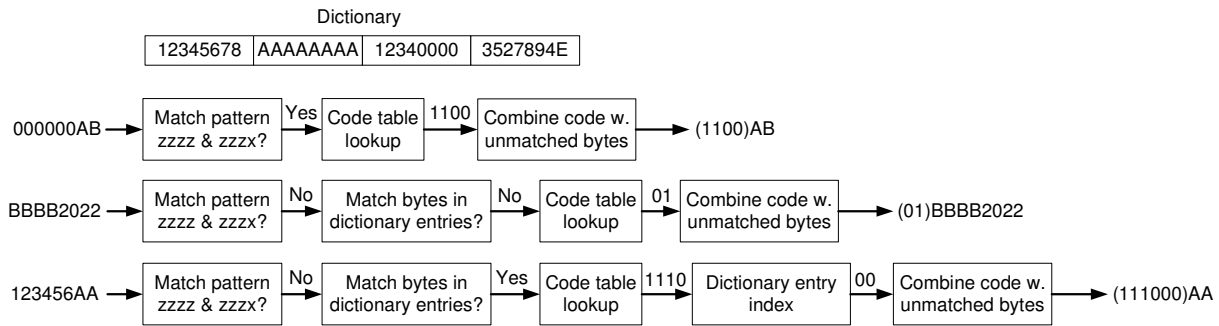 Dictionary
12345678 AAAAAAAA 12340000 3527894E
000000AB Match pattern zzzz & zzzx? Yes Code table lookup 1100 Combine code w. unmatched bytes (1100)AB
BBBB2022 Match pattern zzzz & zzzx? No Match bytes in dictionary entries? No Code table lookup 01 Combine code w. unmatched bytes (01)BBBB2022
123456AA Match pattern zzzz & zzzx? No Match bytes in dictionary entries? Yes Code table lookup 1110 Dictionary entry index 00 Combine code w. unmatched bytes (111000)AA